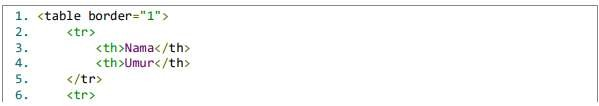 1. <table border="1">
2. <tr>
3. <th>Nama</th>
4. <th>Umur</th>
5. </tr>
6. <tr>